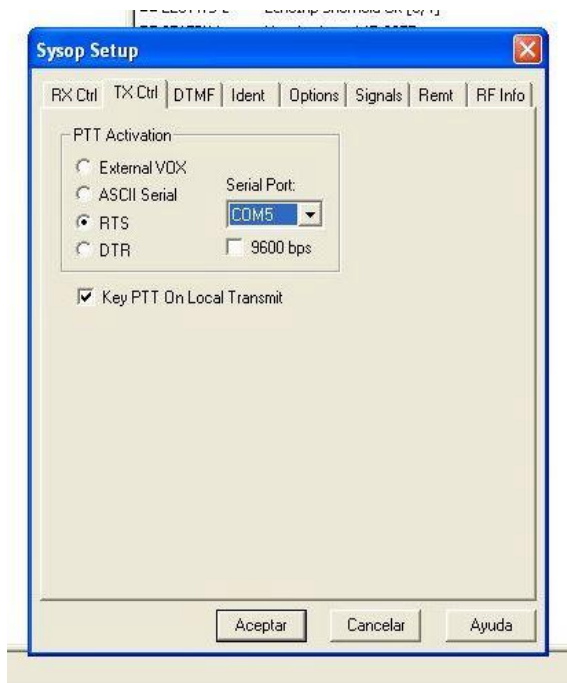 Sysop Setup
RX Ctrl TX Ctrl DTMF Ident Options Signals Remt RF Info
PTT Activation
External VOX
ASCII Serial
Serial Port:
RTS
COM5
DTR
9600 bps
Key PTT On Local Transmit
Aceptar Cancelar Ayuda